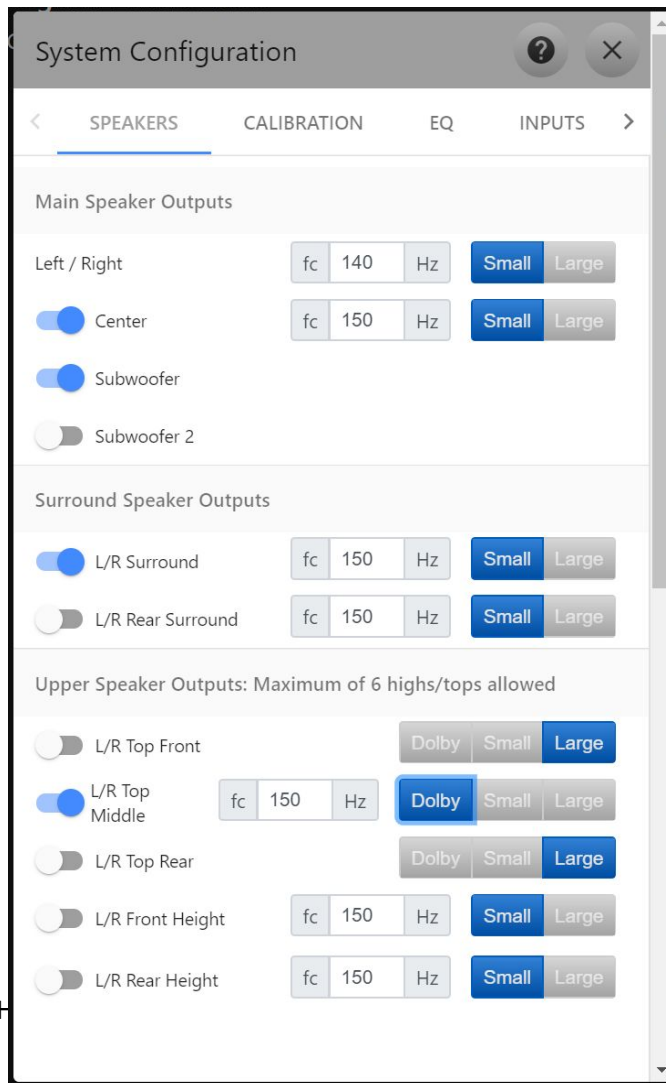 System Configuration
SPEAKERS CALIBRATION EQ INPUTS
Main Speaker Outputs
Left / Right fc 140 Hz Small Large
Center fc 150 Hz Small Large
Subwoofer
Subwoofer 2
Surround Speaker Outputs
L/R Surround fc 150 Hz Small Large
L/R Rear Surround fc 150 Hz Small Large
Upper Speaker Outputs: Maximum of 6 highs/tops allowed
L/R Top Front Dolby Small Large
L/R Top Middle fc 150 Hz Dolby Small Large
L/R Top Rear Dolby Small Large
L/R Front Height fc 150 Hz Small Large
L/R Rear Height fc 150 Hz Small Large